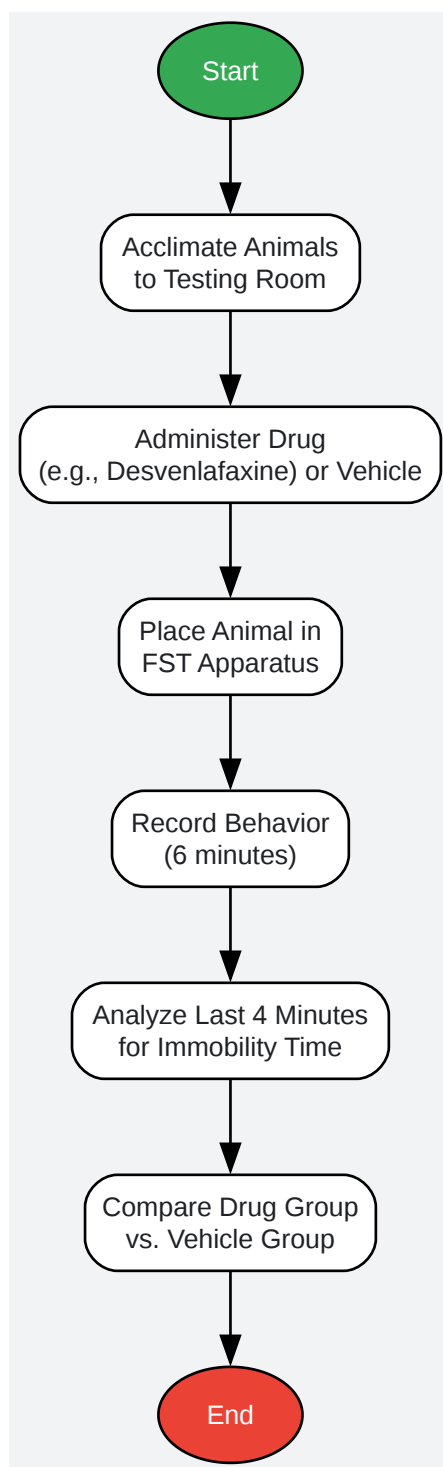 Start
Acclimate Animals
to Testing Room
Administer Drug
(e.g., Desvenlafaxine) or Vehicle
Place Animal in
FST Apparatus
Record Behavior
(6 minutes)
Analyze Last 4 Minutes
for Immobility Time
Compare Drug Group
vs. Vehicle Group
End